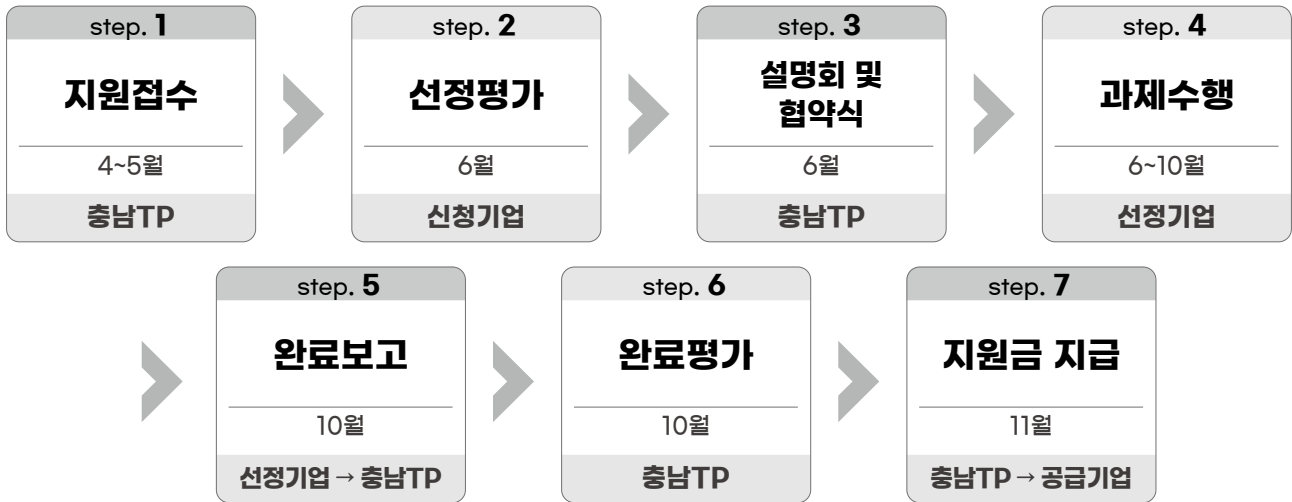 step. 1
지원접수
4~5월
충남TP
step. 2
선정평가
6월
신청기업
step. 3
설명회 및
협약식
6월
충남TP
step. 4
과제수행
6~10월
선정기업
step. 5
완료보고
10월
선정기업 → 충남TP
step. 6
완료평가
10월
충남TP
step. 7
지원금 지급
11월
충남TP → 공급기업